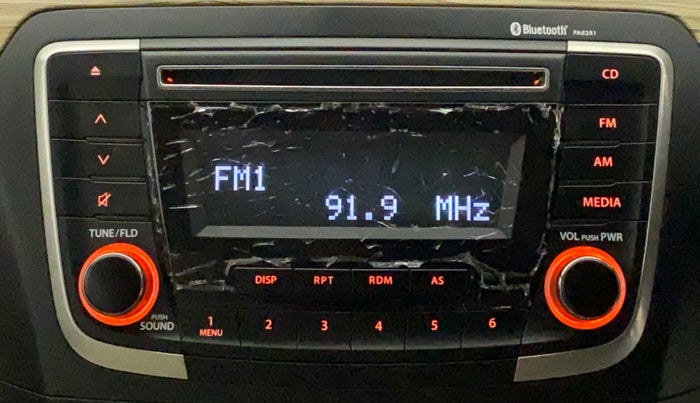 Bluetooth® PA82R1
CD
FM
AM
MEDIA
FM1
91.9 MHz
TUNE/FLD
PUSH
SOUND
VOL PUSH PWR
DISP RPT RDM AS
1 2 3 4 5 6
MENU